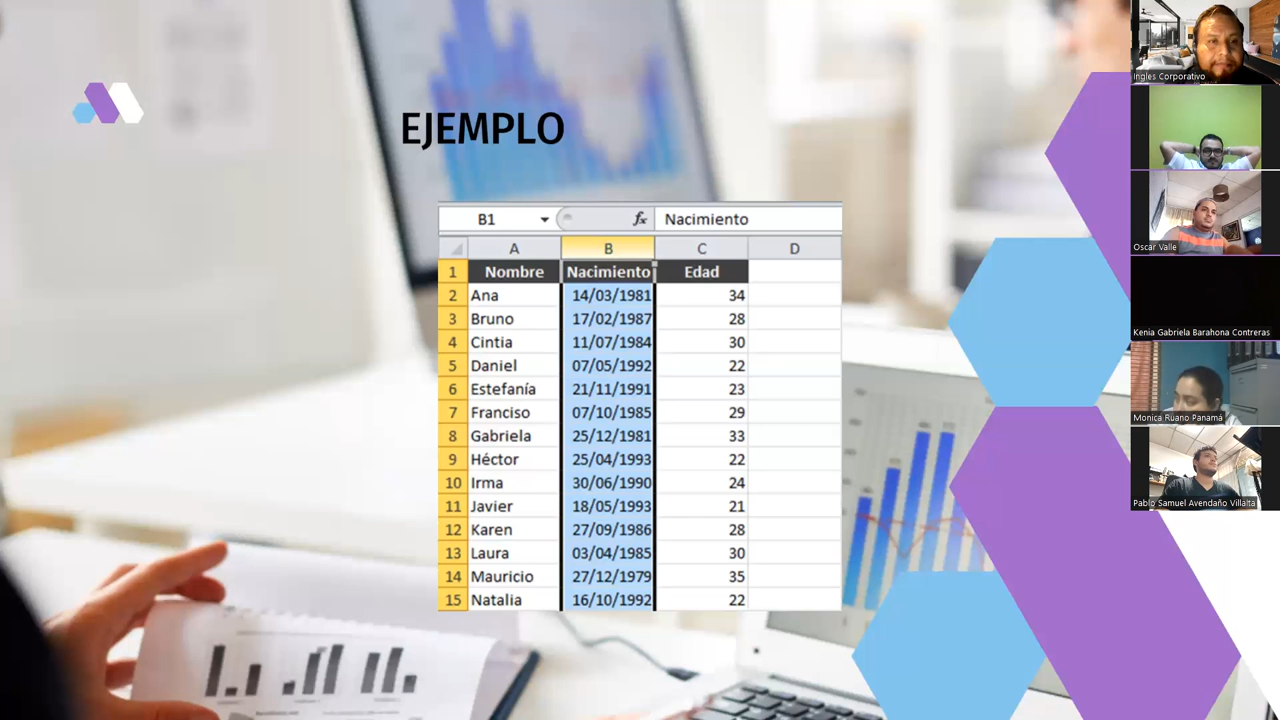 EJEMPLO
B1 fx Nacimiento
A B C D
1 Nombre Nacimiento Edad
2 Ana 14/03/1981 34
3 Bruno 17/02/1987 28
4 Cintia 11/07/1984 30
5 Daniel 07/05/1992 22
6 Estefanía 21/11/1991 23
7 Franciso 07/10/1985 29
8 Gabriela 25/12/1981 33
9 Héctor 25/04/1993 22
10 Irma 30/06/1990 24
11 Javier 18/05/1993 21
12 Karen 27/09/1986 28
13 Laura 03/04/1985 30
14 Mauricio 27/12/1979 35
15 Natalia 16/10/1992 22
Ingles Corporativo
Oscar Valle
Kenia Gabriela Barahona Contreras
Monica Ruano Panamá
Pablo Samuel Avendaño Villalta